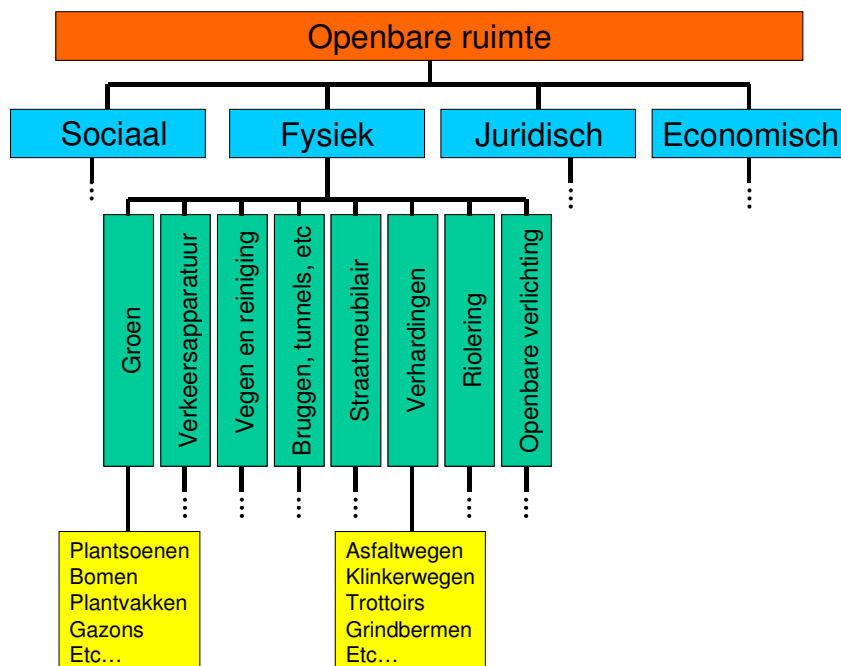 Openbare ruimte
Sociaal
Fysiek
Juridisch
Economisch
...
...
...
Groen
Verkeersapparatuur
Vegen en reiniging
Bruggen, tunnels, etc
Straatmeubilair
Verhardingen
Riolering
Openbare verlichting
...
...
...
...
...
...
Plantsoenen
Bomen
Plantvakken
Gazons
Etc...
Asfaltwegen
Klinkerwegen
Trottoirs
Grindbermen
Etc...